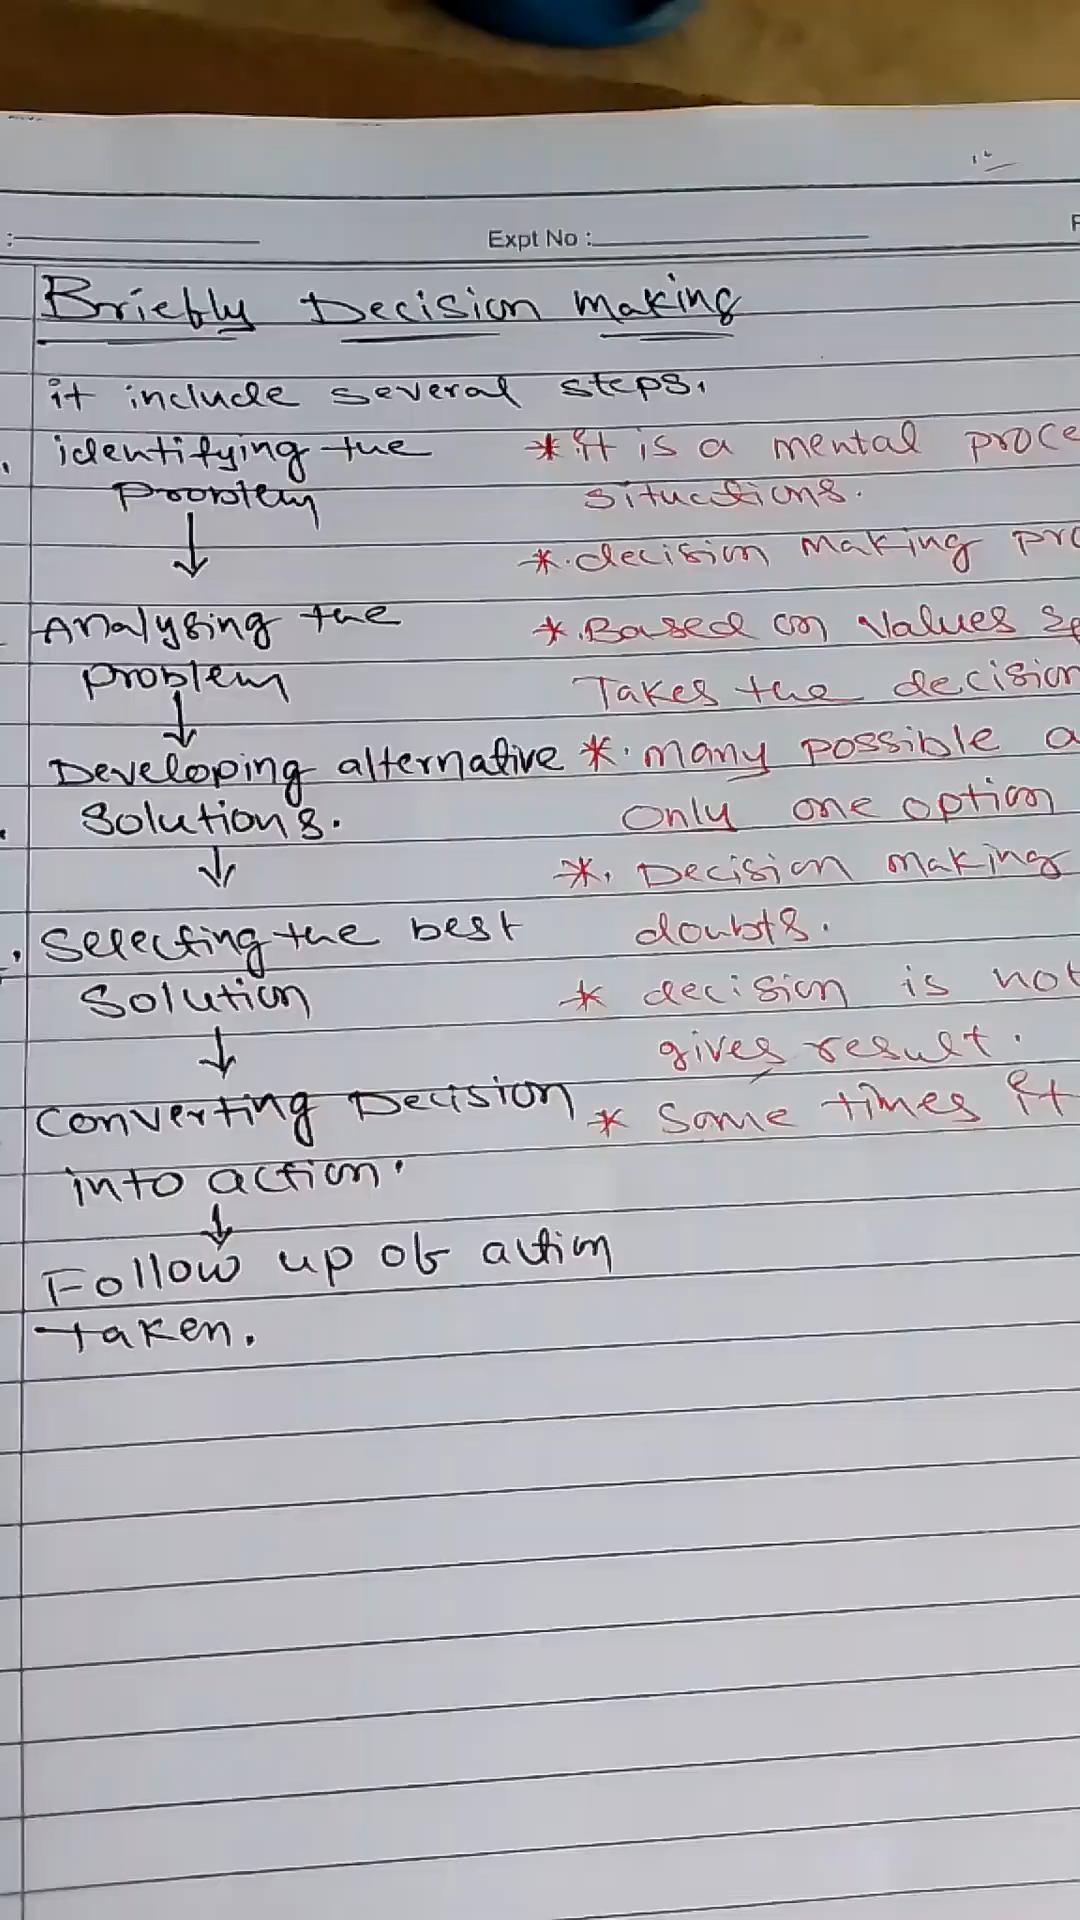 Expt No :
Briefly Decision making
it include several steps.
identifying the
problem
Analysing the
problem
Developing alternative
Solutions.
Selecting the best
Solution
Converting Decision
into action.
Follow up of action
taken.
* it is a mental proce
situations.
*. decision making pro
*. Based on values
Takes the decision
*. many possible a
Only one option
*. Decision making
doubts.
* decision is not
gives result.
* Some times it